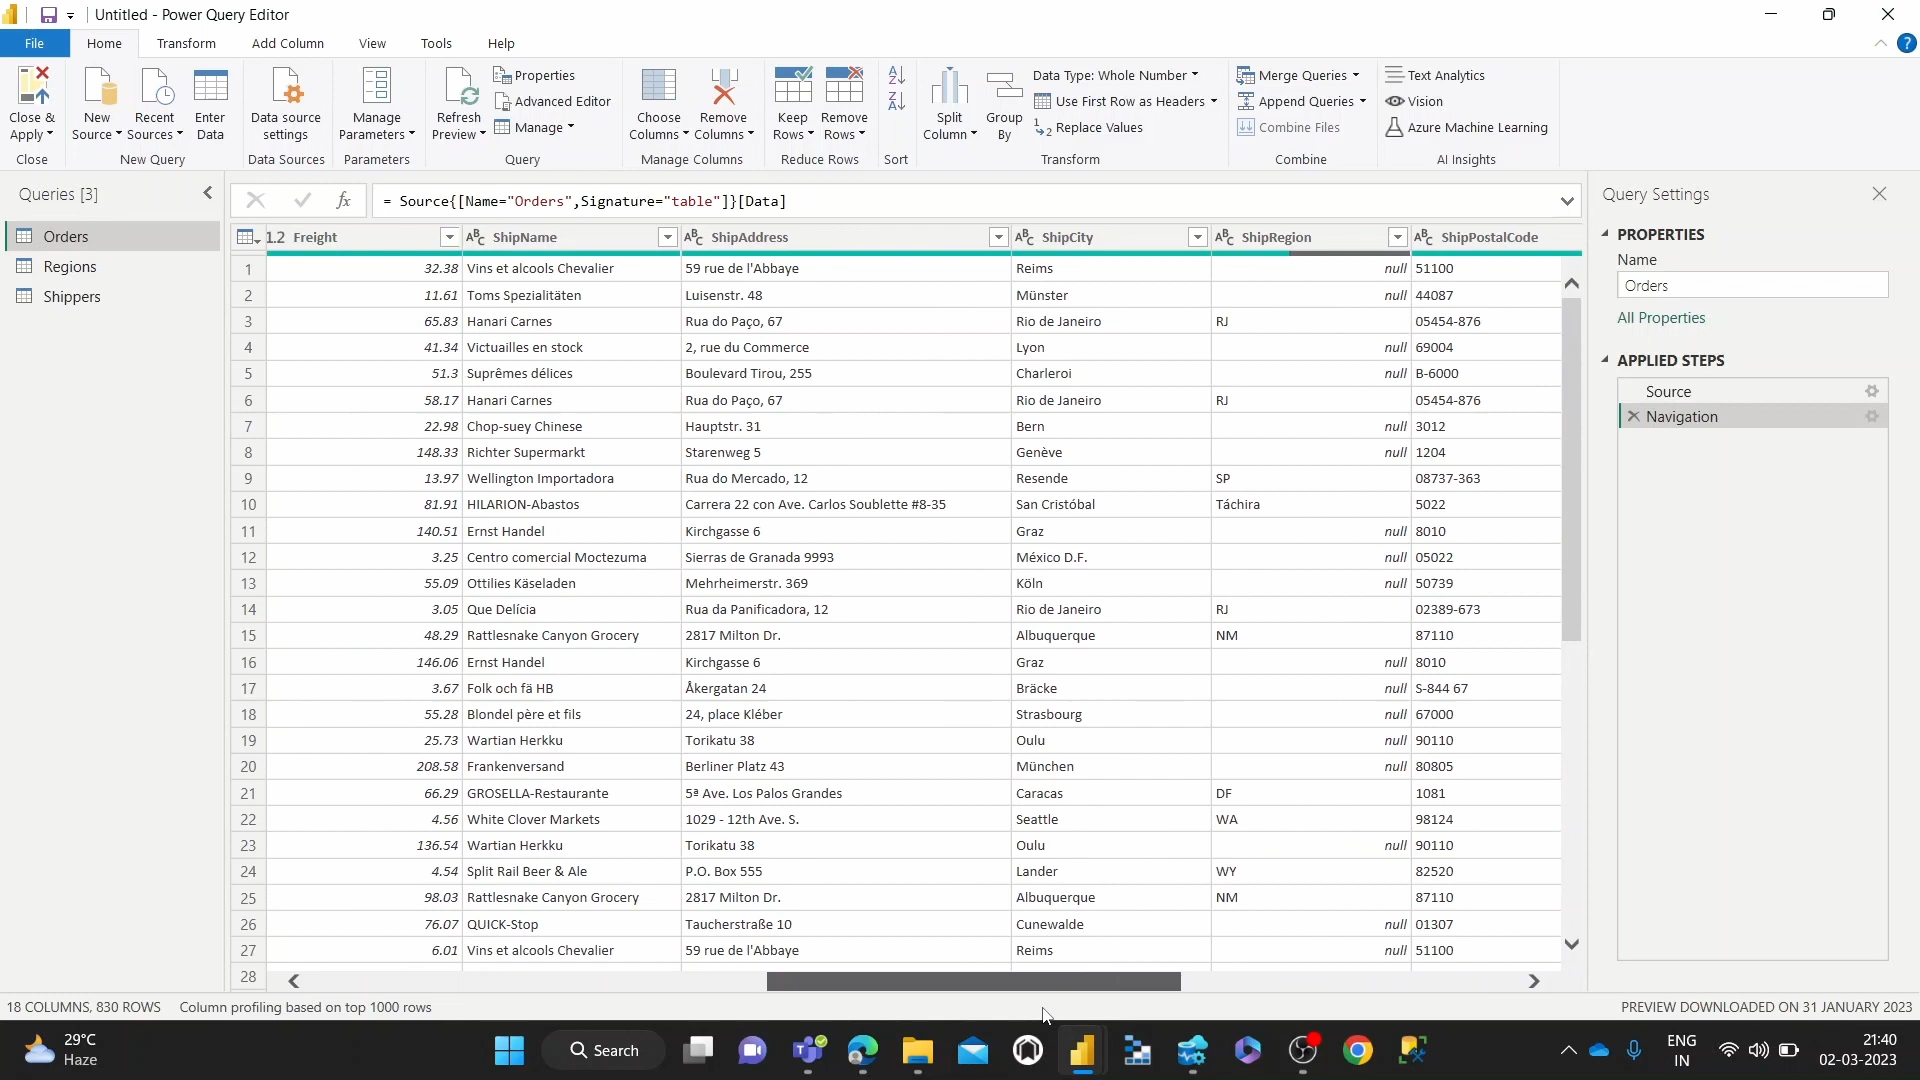 Untitled - Power Query Editor
File Home Transform Add Column View Tools Help
Close & Apply
New Source
Recent Sources
Enter Data
Data source settings
Manage Parameters
Refresh Preview
Properties
Advanced Editor
Manage
Choose Columns
Remove Columns
Keep Rows
Remove Rows
Split Column
Group By
Data Type: Whole Number
Use First Row as Headers
Replace Values
Merge Queries
Append Queries
Combine Files
Text Analytics
Vision
Azure Machine Learning
Close New Query Data Sources Parameters Query Manage Columns Reduce Rows Sort Transform Combine AI Insights
Queries [3]
Orders
Regions
Shippers
fx = Source{[Name="Orders",Signature="table"]}[Data]
1.2 Freight ABC ShipName ABC ShipAddress ABC ShipCity ABC ShipRegion ABC ShipPostalCode
1 32.38 Vins et alcools Chevalier 59 rue de l'Abbaye Reims null 51100
2 11.61 Toms Spezialitäten Luisenstr. 48 Münster null 44087
3 65.83 Hanari Carnes Rua do Paço, 67 Rio de Janeiro RJ 05454-876
4 41.34 Victuailles en stock 2, rue du Commerce Lyon null 69004
5 51.3 Suprêmes délices Boulevard Tirou, 255 Charleroi null B-6000
6 58.17 Hanari Carnes Rua do Paço, 67 Rio de Janeiro RJ 05454-876
7 22.98 Chop-suey Chinese Hauptstr. 31 Bern null 3012
8 148.33 Richter Supermarkt Starenweg 5 Genève null 1204
9 13.97 Wellington Importadora Rua do Mercado, 12 Resende SP 08737-363
10 81.91 HILARION-Abastos Carrera 22 con Ave. Carlos Soublette #8-35 San Cristóbal Táchira 5022
11 140.51 Ernst Handel Kirchgasse 6 Graz null 8010
12 3.25 Centro comercial Moctezuma Sierras de Granada 9993 México D.F. null 05022
13 55.09 Ottilies Käseladen Mehrheimerstr. 369 Köln null 50739
14 3.05 Que Delícia Rua da Panificadora, 12 Rio de Janeiro RJ 02389-673
15 48.29 Rattlesnake Canyon Grocery 2817 Milton Dr. Albuquerque NM 87110
16 146.06 Ernst Handel Kirchgasse 6 Graz null 8010
17 3.67 Folk och fä HB Åkergatan 24 Bräcke null S-844 67
18 55.28 Blondel père et fils 24, place Kléber Strasbourg null 67000
19 25.73 Wartian Herkku Torikatu 38 Oulu null 90110
20 208.58 Frankenversand Berliner Platz 43 München null 80805
21 66.29 GROSELLA-Restaurante 5ª Ave. Los Palos Grandes Caracas DF 1081
22 4.56 White Clover Markets 1029 - 12th Ave. S. Seattle WA 98124
23 136.54 Wartian Herkku Torikatu 38 Oulu null 90110
24 4.54 Split Rail Beer & Ale P.O. Box 555 Lander WY 82520
25 98.03 Rattlesnake Canyon Grocery 2817 Milton Dr. Albuquerque NM 87110
26 76.07 QUICK-Stop Taucherstraße 10 Cunewalde null 01307
27 6.01 Vins et alcools Chevalier 59 rue de l'Abbaye Reims null 51100
28
Query Settings
PROPERTIES
Name
Orders
All Properties
APPLIED STEPS
Source
Navigation
18 COLUMNS, 830 ROWS Column profiling based on top 1000 rows PREVIEW DOWNLOADED ON 31 JANUARY 2023
29°C
Haze
Search
ENG
IN
21:40
02-03-2023